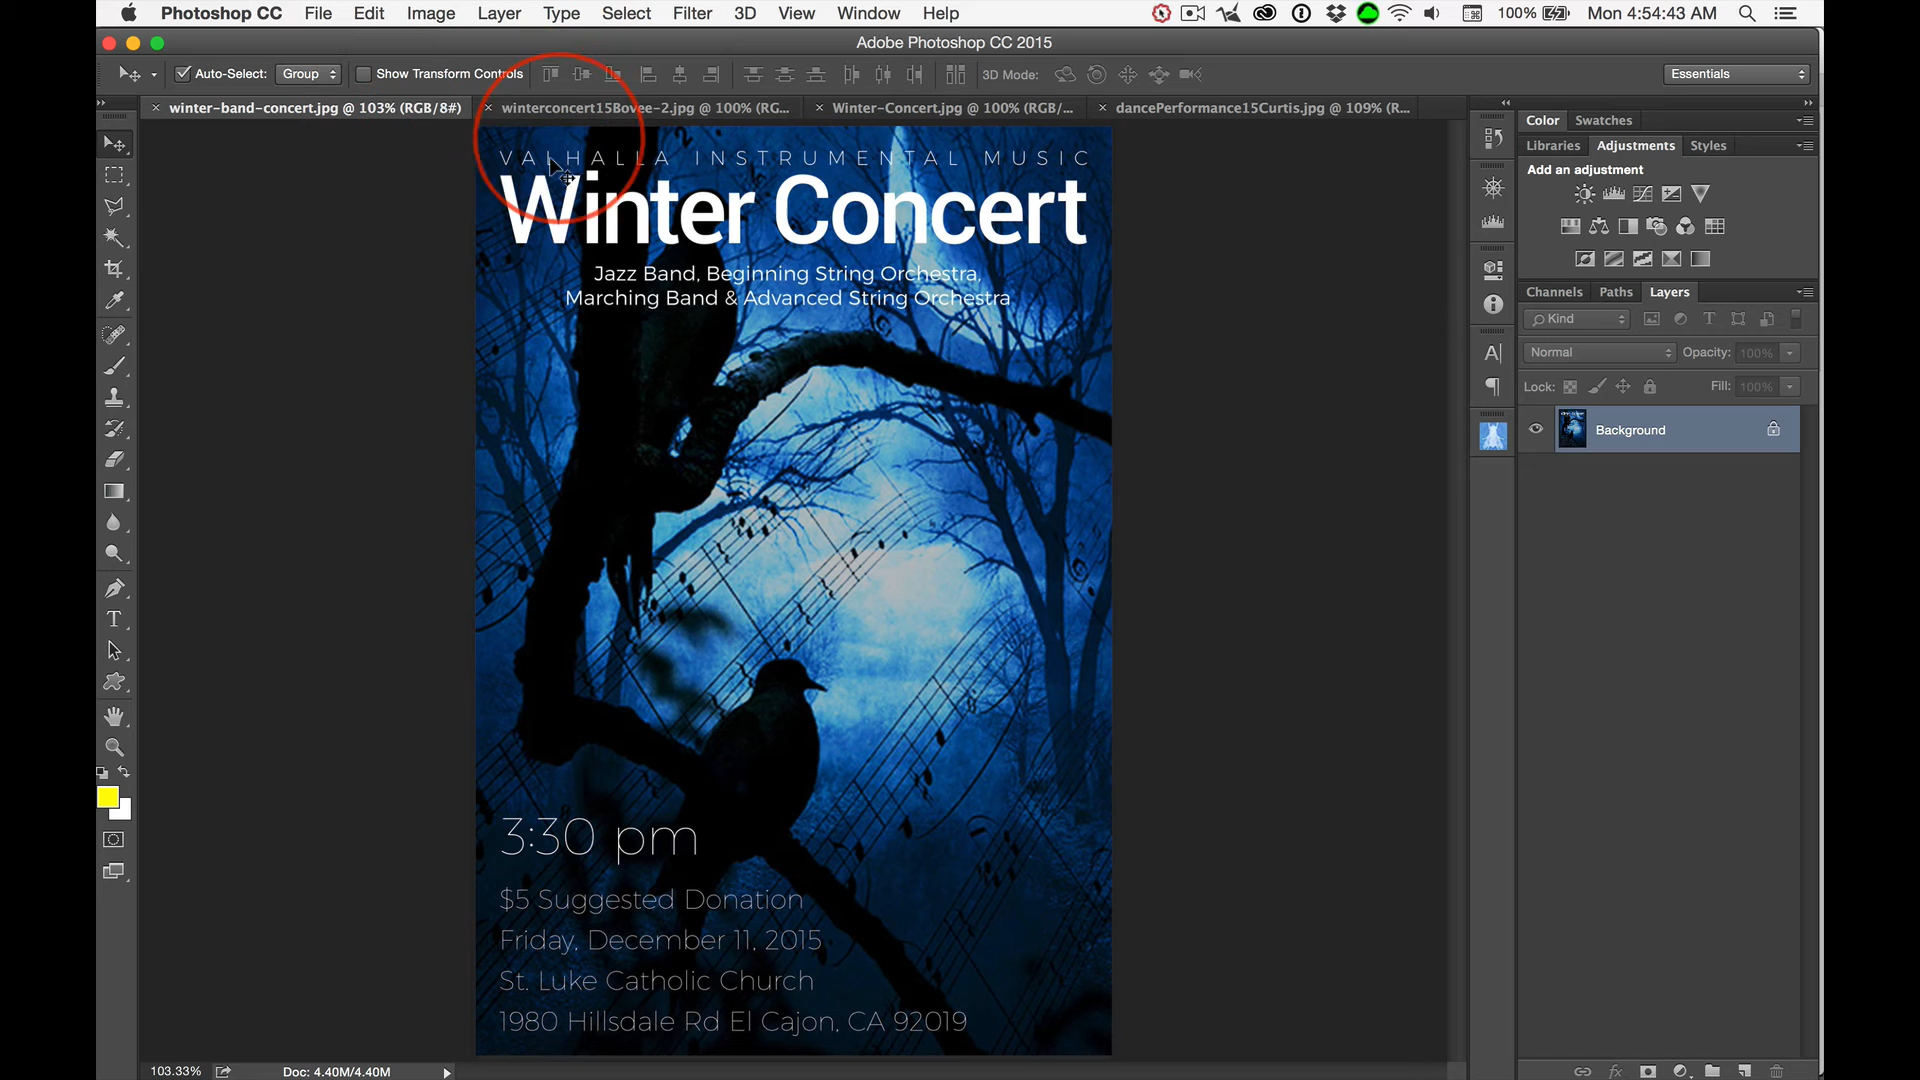 Photoshop CC File Edit Image Layer Type Select Filter 3D View Window Help 100% Mon 4:54:43 AM
Adobe Photoshop CC 2015
Auto-Select: Group Show Transform Controls 3D Mode: Essentials
winter-band-concert.jpg @ 103% (RGB/8#) winterconcert15Bovee-2.jpg @ 100% (RG... Winter-Concert.jpg @ 100% (RGB/... dancePerformance15Curtis.jpg @ 109% (R...
Color Swatches
Libraries Adjustments Styles
Add an adjustment
Channels Paths Layers
Kind
Normal Opacity: 100%
Lock: Fill: 100%
Background
VALHALLA INSTRUMENTAL MUSIC
Winter Concert
Jazz Band, Beginning String Orchestra,
Marching Band & Advanced String Orchestra
3:30 pm
$5 Suggested Donation
Friday, December 11, 2015
St. Luke Catholic Church
1980 Hillsdale Rd El Cajon, CA 92019
103.33% Doc: 4.40M/4.40M